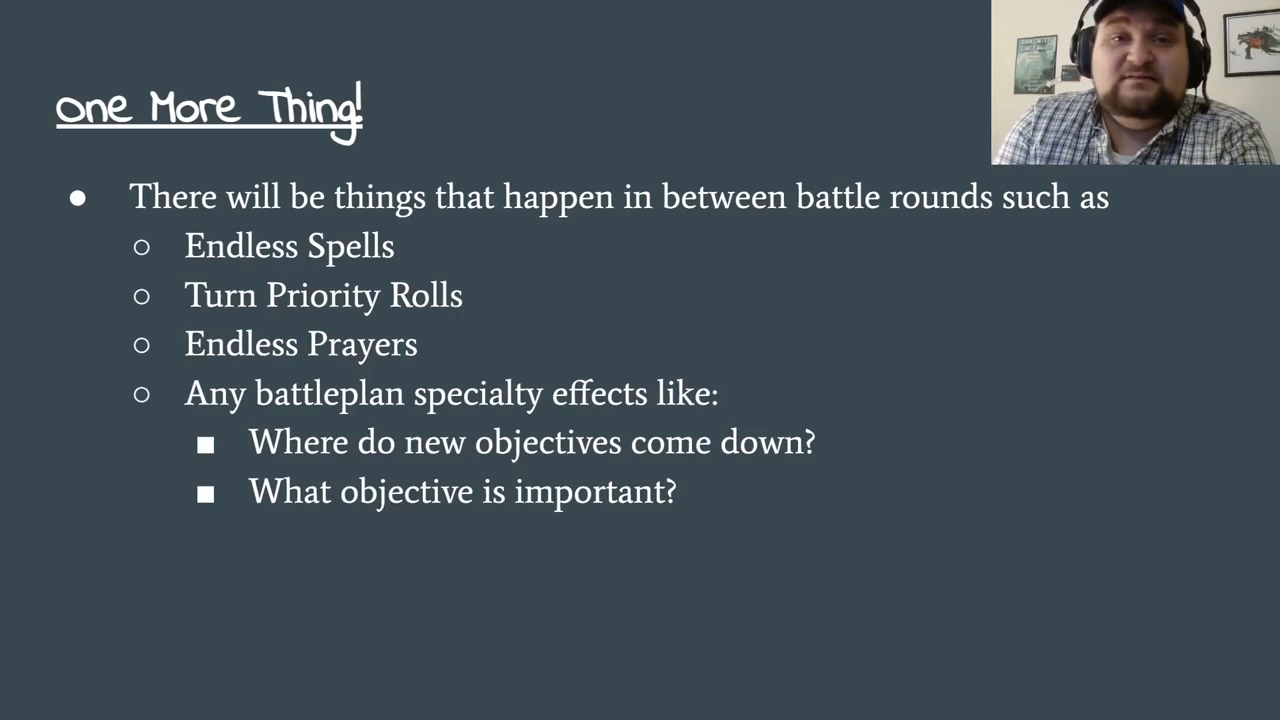 One More Thing!
● There will be things that happen in between battle rounds such as
○ Endless Spells
○ Turn Priority Rolls
○ Endless Prayers
○ Any battleplan specialty effects like:
■ Where do new objectives come down?
■ What objective is important?